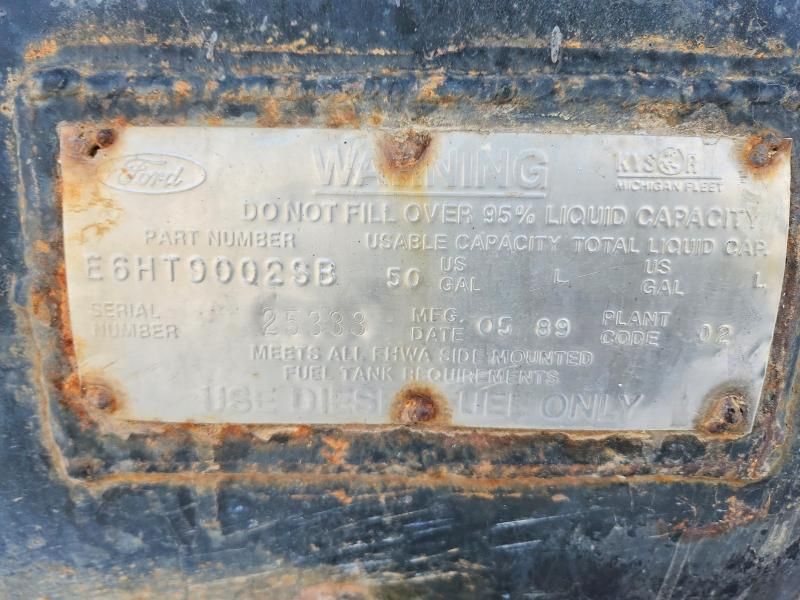 Ford WARNING KYSOR
MICHIGAN FLEET
DO NOT FILL OVER 95% LIQUID CAPACITY
PART NUMBER USABLE CAPACITY TOTAL LIQUID CAP.
E6HT9002SB 50 US GAL L US GAL L
SERIAL NUMBER 25383 MFG. DATE 05 89 PLANT CODE 02
MEETS ALL FHWA SIDE MOUNTED
FUEL TANK REQUIREMENTS
USE DIESEL FUEL ONLY